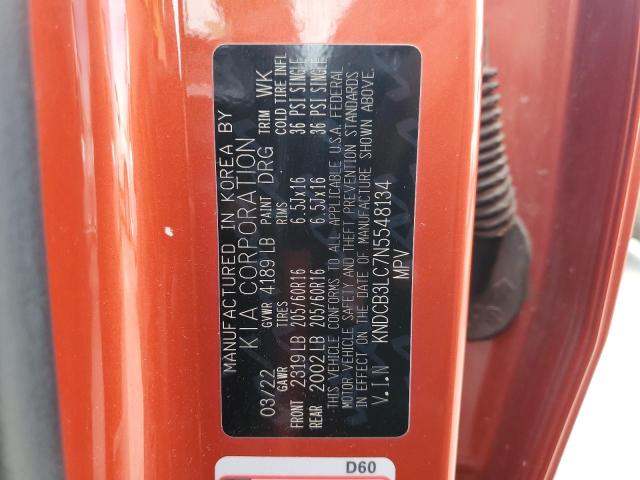 MANUFACTURED IN KOREA BY
KIA CORPORATION
03/22 GVWR 4189 LB PAINT DRG TRIM WK
GAWR TIRES RIMS COLD TIRE INFL
FRONT 2319 LB 205/60R16 6.5JX16 36 PSI SINGLE
REAR 2002 LB 205/60R16 6.5JX16 36 PSI SINGLE
THIS VEHICLE CONFORMS TO ALL APPLICABLE U.S.A. FEDERAL
MOTOR VEHICLE SAFETY AND THEFT PREVENTION STANDARDS
IN EFFECT ON THE DATE OF MANUFACTURE SHOWN ABOVE.
V.I.N KNDCB3LC7N5548134
MPV
D60